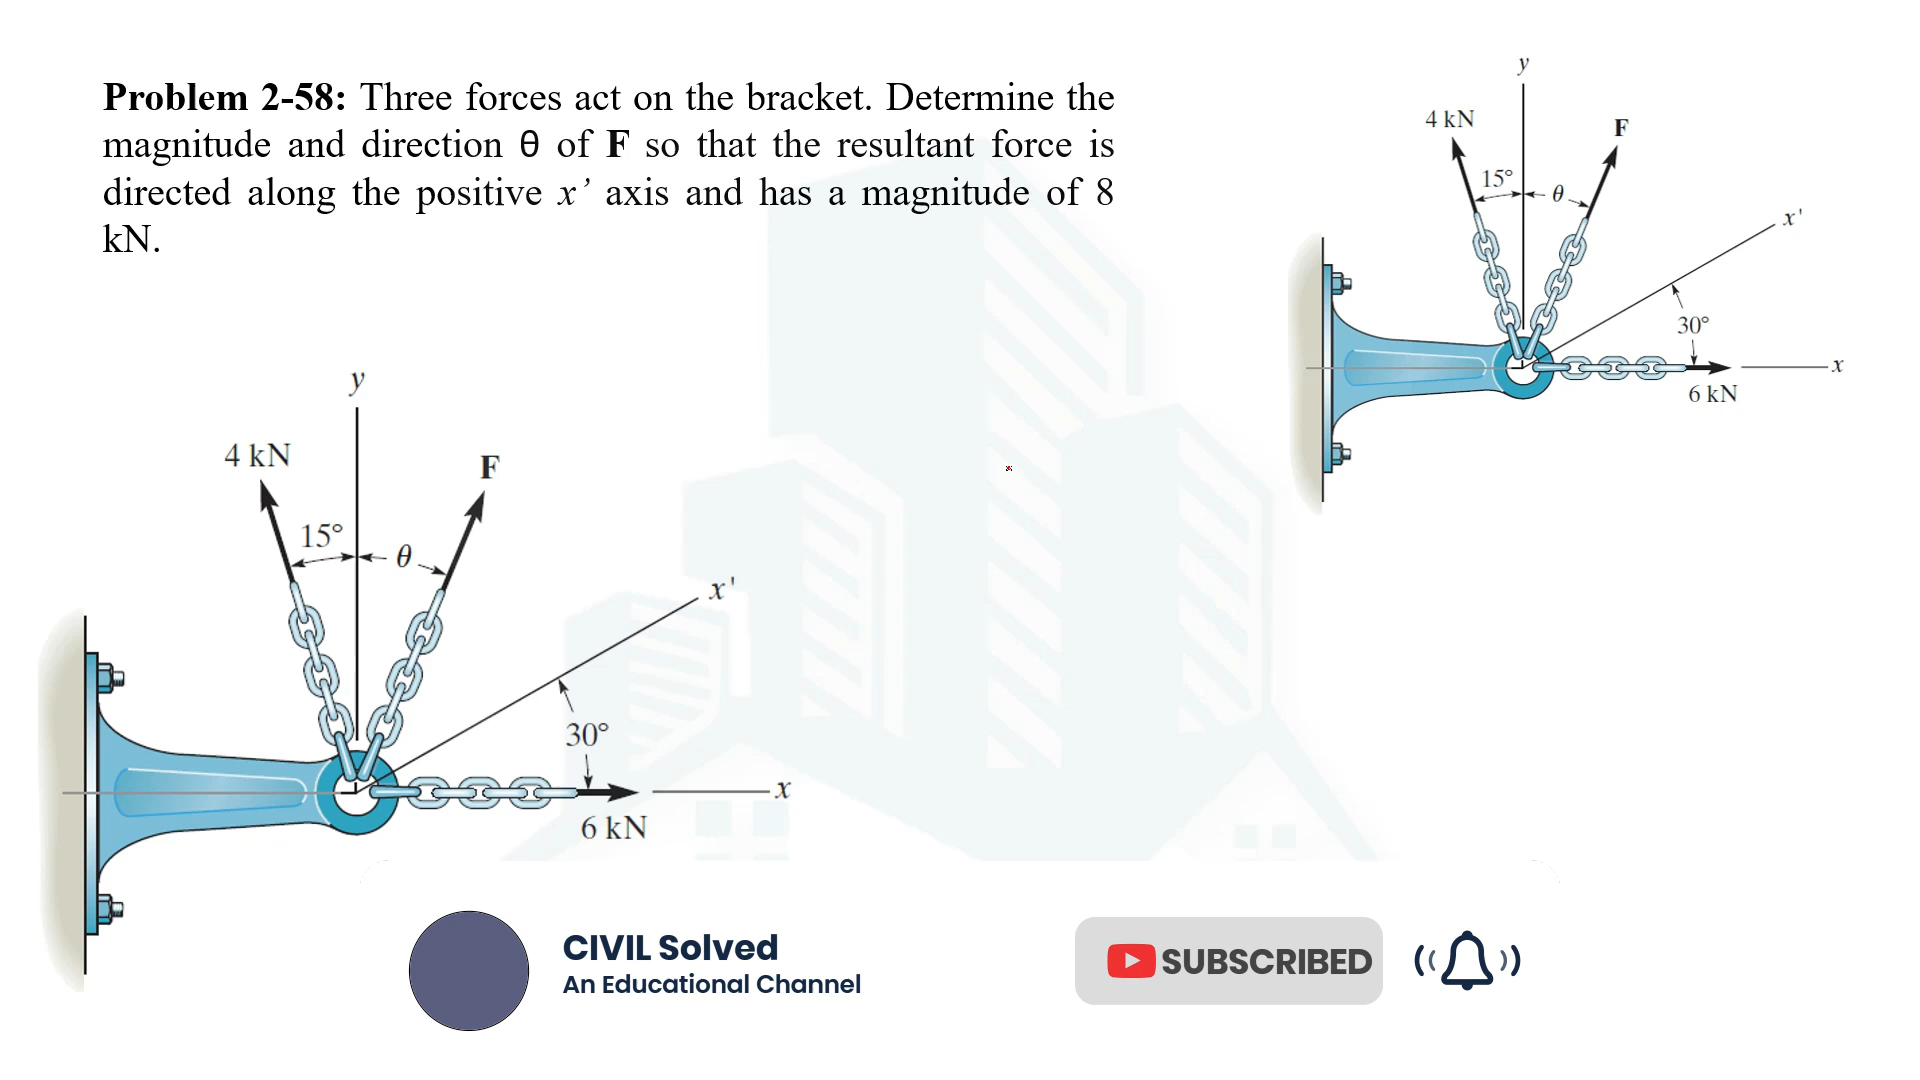 Problem 2-58: Three forces act on the bracket. Determine the
magnitude and direction θ of F so that the resultant force is
directed along the positive x’ axis and has a magnitude of 8
kN.
y
4 kN
F
15°
θ
x'
30°
x
6 kN
y
4 kN
F
15°
θ
x'
30°
x
6 kN
CIVIL Solved
An Educational Channel
SUBSCRIBED